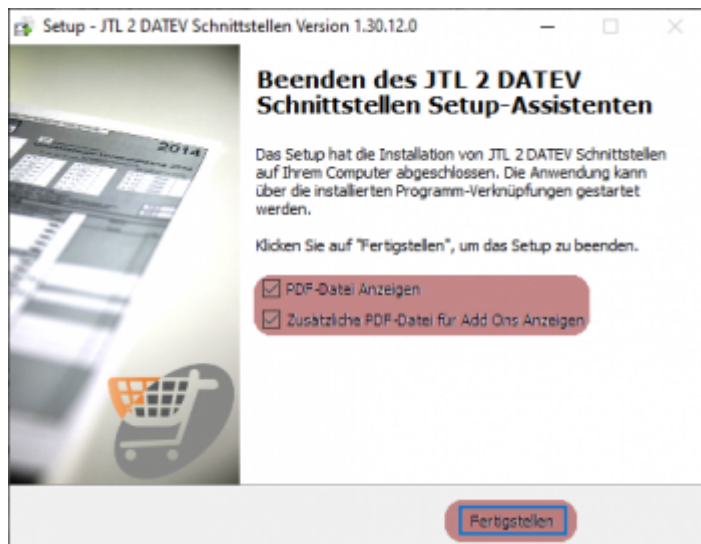 Setup - JTL 2 DATEV Schnittstellen Version 1.30.12.0
2014
Beenden des JTL 2 DATEV
Schnittstellen Setup-Assistenten
Das Setup hat die Installation von JTL 2 DATEV Schnittstellen
auf Ihrem Computer abgeschlossen. Die Anwendung kann
über die installierten Programm-Verknüpfungen gestartet
werden.
Klicken Sie auf "Fertigstellen", um das Setup zu beenden.
PDF-Datei Anzeigen
Zusätzliche PDF-Datei für Add Ons Anzeigen
Fertigstellen